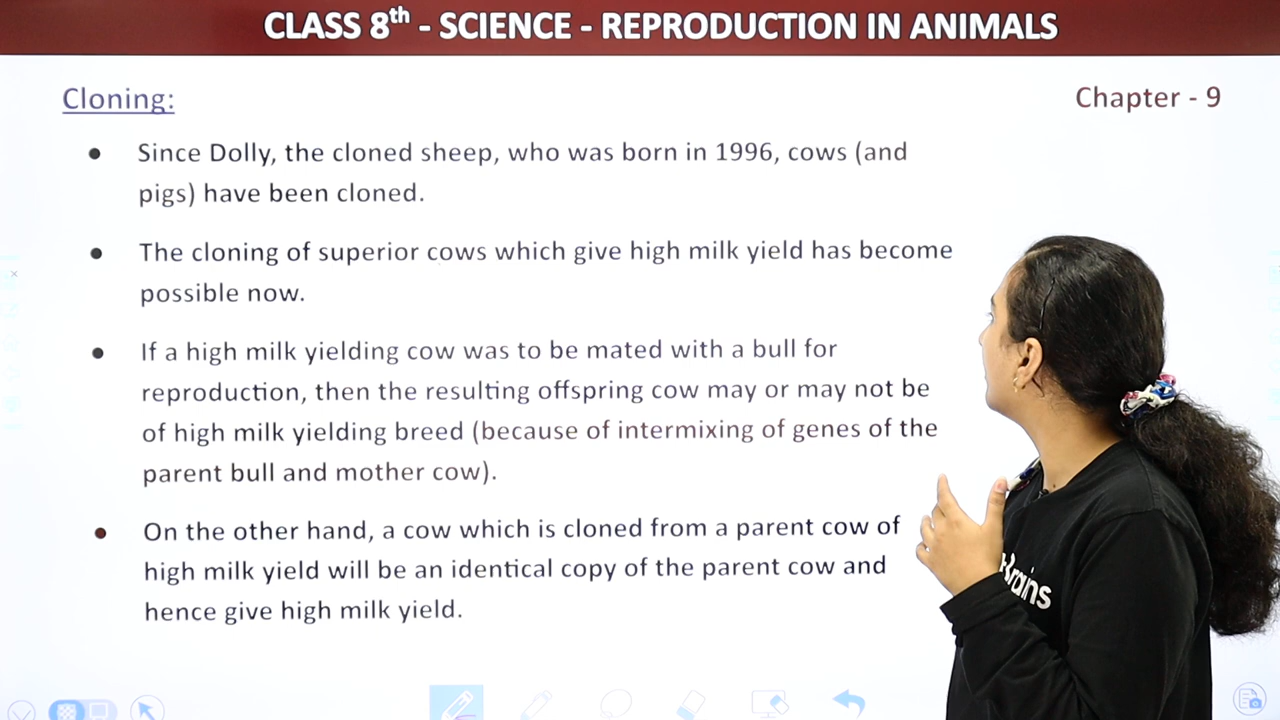 CLASS 8th - SCIENCE - REPRODUCTION IN ANIMALS
Cloning:
Chapter - 9
● Since Dolly, the cloned sheep, who was born in 1996, cows (and
pigs) have been cloned.
● The cloning of superior cows which give high milk yield has become
possible now.
● If a high milk yielding cow was to be mated with a bull for
reproduction, then the resulting offspring cow may or may not be
of high milk yielding breed (because of intermixing of genes of the
parent bull and mother cow).
● On the other hand, a cow which is cloned from a parent cow of
high milk yield will be an identical copy of the parent cow and
hence give high milk yield.